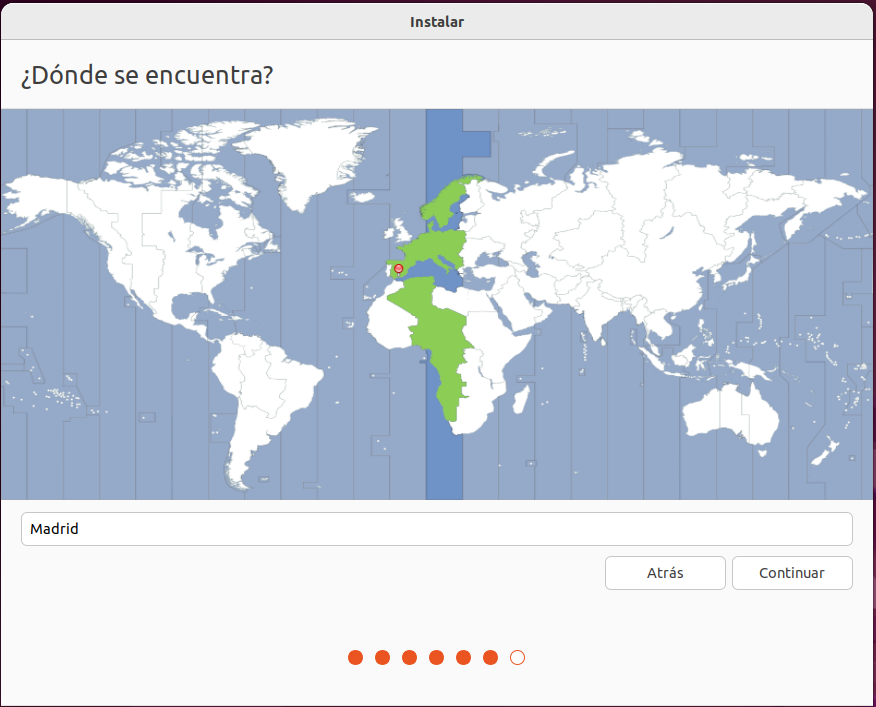 Instalar
¿Dónde se encuentra?
Madrid
Atrás
Continuar